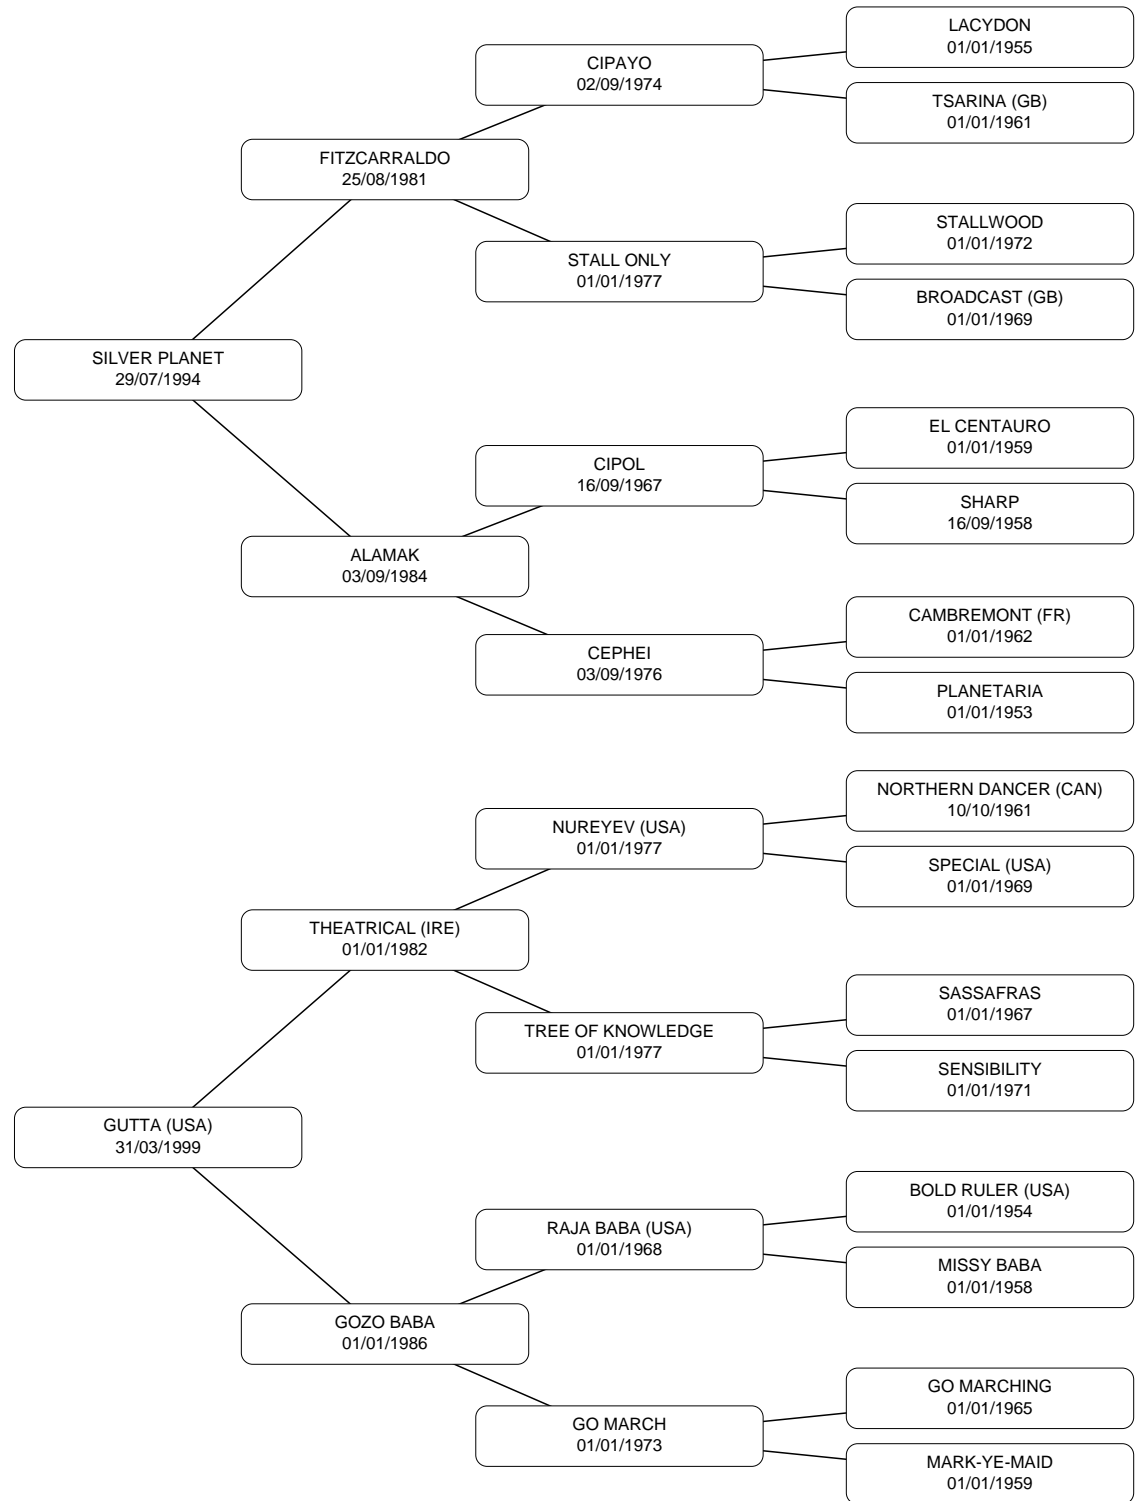 LACYDON
01/01/1955
CIPAYO
02/09/1974
TSARINA (GB)
01/01/1961
FITZCARRALDO
25/08/1981
STALLWOOD
01/01/1972
STALL ONLY
01/01/1977
BROADCAST (GB)
01/01/1969
SILVER PLANET
29/07/1994
EL CENTAURO
01/01/1959
CIPOL
16/09/1967
SHARP
16/09/1958
ALAMAK
03/09/1984
CAMBREMONT (FR)
01/01/1962
CEPHEI
03/09/1976
PLANETARIA
01/01/1953
NORTHERN DANCER (CAN)
10/10/1961
NUREYEV (USA)
01/01/1977
SPECIAL (USA)
01/01/1969
THEATRICAL (IRE)
01/01/1982
SASSAFRAS
01/01/1967
TREE OF KNOWLEDGE
01/01/1977
SENSIBILITY
01/01/1971
GUTTA (USA)
31/03/1999
BOLD RULER (USA)
01/01/1954
RAJA BABA (USA)
01/01/1968
MISSY BABA
01/01/1958
GOZO BABA
01/01/1986
GO MARCHING
01/01/1965
GO MARCH
01/01/1973
MARK-YE-MAID
01/01/1959